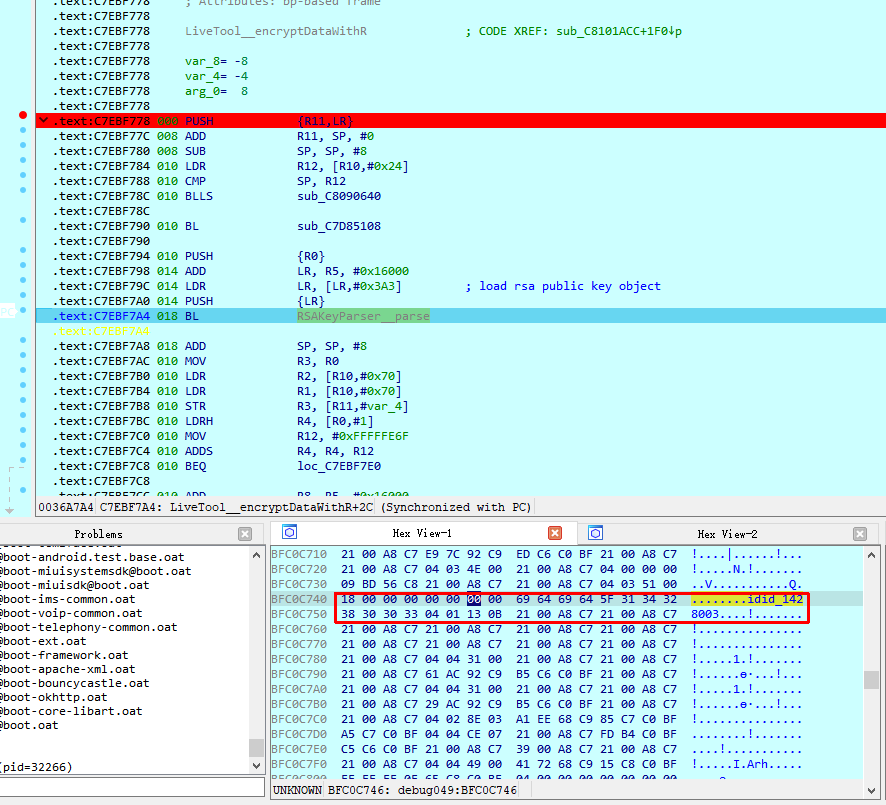 .text:C7EBF778 ; Attributes: bp-based frame
.text:C7EBF778
.text:C7EBF778 LiveTool__encryptDataWithR ; CODE XREF: sub_C8101ACC+1F0↓p
.text:C7EBF778
.text:C7EBF778 var_8= -8
.text:C7EBF778 var_4= -4
.text:C7EBF778 arg_0= 8
.text:C7EBF778
.text:C7EBF778 000 PUSH {R11,LR}
.text:C7EBF77C 008 ADD R11, SP, #0
.text:C7EBF780 008 SUB SP, SP, #8
.text:C7EBF784 010 LDR R12, [R10,#0x24]
.text:C7EBF788 010 CMP SP, R12
.text:C7EBF78C 010 BLLS sub_C8090640
.text:C7EBF78C
.text:C7EBF790 010 BL sub_C7D85108
.text:C7EBF790
.text:C7EBF794 010 PUSH {R0}
.text:C7EBF798 014 ADD LR, R5, #0x16000
.text:C7EBF79C 014 LDR LR, [LR,#0x3A3] ; load rsa public key object
.text:C7EBF7A0 014 PUSH {LR}
.text:C7EBF7A4 018 BL RSAKeyParser__parse
.text:C7EBF7A4
.text:C7EBF7A8 018 ADD SP, SP, #8
.text:C7EBF7AC 010 MOV R3, R0
.text:C7EBF7B0 010 LDR R2, [R10,#0x70]
.text:C7EBF7B4 010 LDR R1, [R10,#0x70]
.text:C7EBF7B8 010 STR R3, [R11,#var_4]
.text:C7EBF7BC 010 LDRH R4, [R0,#1]
.text:C7EBF7C0 010 MOV R12, #0xFFFFFE6F
.text:C7EBF7C4 010 ADDS R4, R4, R12
.text:C7EBF7C8 010 BEQ loc_C7EBF7E0
.text:C7EBF7C8
0036A7A4 C7EBF7A4: LiveTool__encryptDataWithR+2C (Synchronized with PC)
Problems
@boot-android.test.base.oat
@boot-miuisystemsdk@boot.oat
@boot-miuisdk@boot.oat
@boot-ims-common.oat
@boot-voip-common.oat
@boot-telephony-common.oat
@boot-ext.oat
@boot-framework.oat
@boot-apache-xml.oat
@boot-bouncycastle.oat
@boot-okhttp.oat
@boot-core-libart.oat
@boot.oat
(pid=32266)
Hex View-1
Hex View-2
BFC0C710 21 00 A8 C7 E9 7C 92 C9 ED C6 C0 BF 21 00 A8 C7 !....|......!...
BFC0C720 21 00 A8 C7 04 03 4E 00 21 00 A8 C7 04 00 00 00 !.....N.!.......
BFC0C730 09 BD 56 C8 21 00 A8 C7 21 00 A8 C7 04 03 51 00 ..V...........Q.
BFC0C740 18 00 00 00 00 00 00 00 69 64 69 64 5F 31 34 32 ........idid_142
BFC0C750 38 30 30 33 04 01 13 0B 21 00 A8 C7 21 00 A8 C7 8003....!.......
BFC0C760 21 00 A8 C7 21 00 A8 C7 21 00 A8 C7 21 00 A8 C7 !...............
BFC0C770 21 00 A8 C7 21 00 A8 C7 21 00 A8 C7 21 00 A8 C7 !...............
BFC0C780 21 00 A8 C7 04 04 31 00 21 00 A8 C7 21 00 A8 C7 !.....1.!.......
BFC0C790 21 00 A8 C7 61 AC 92 C9 B5 C6 C0 BF 21 00 A8 C7
BFC0C7A0 21 00 A8 C7 04 04 31 00 21 00 A8 C7 21 00 A8 C7 !.....1.!.......
BFC0C7B0 21 00 A8 C7 29 AC 92 C9 B5 C6 C0 BF 21 00 A8 C7
BFC0C7C0 21 00 A8 C7 04 02 8E 03 A1 EE 68 C9 85 C7 C0 BF
BFC0C7D0 A5 C7 C0 BF 04 04 CE 07 21 00 A8 C7 FD B4 C0 BF
BFC0C7E0 C5 C6 C0 BF 21 00 A8 C7 39 00 A8 C7 21 00 A8 C7
BFC0C7F0 21 00 A8 C7 04 04 49 00 41 72 68 C9 15 C8 C0 BF !.....I.Arh.....
UNKNOWN BFC0C746: debug049:BFC0C746